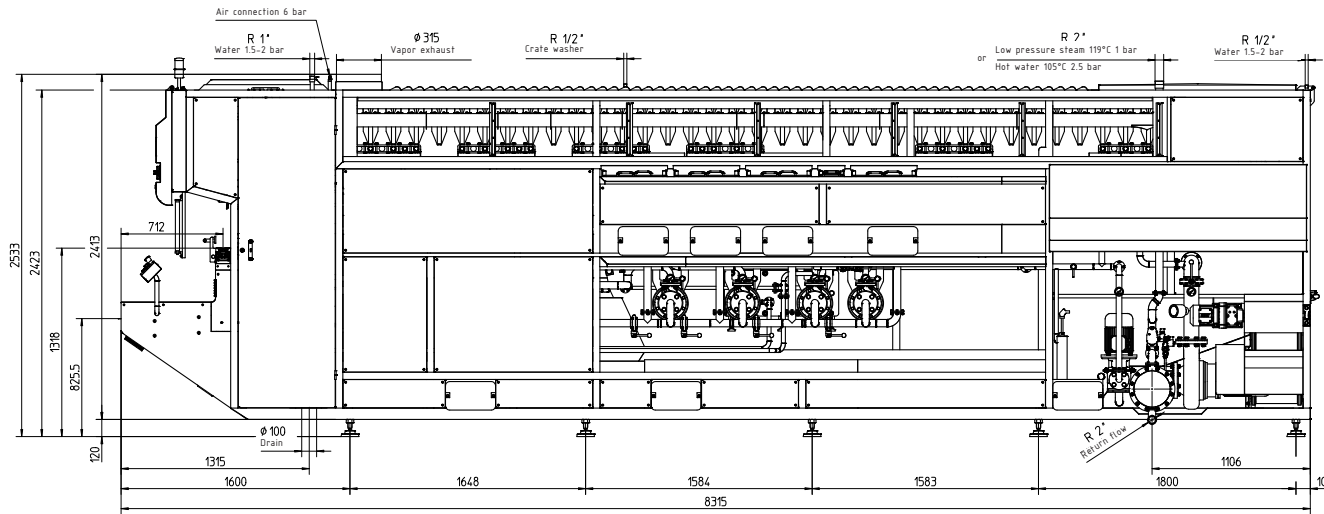 Air connection 6 bar
R 1"
Water 1.5-2 bar
Ø315
Vapor exhaust
R 1/2"
Crate washer
R 2"
Low pressure steam 119°C 1 bar
or
Hot water 105°C 2.5 bar
R 1/2"
Water 1.5-2 bar
2533
2423
2413
712
1318
825.5
120
Ø100
Drain
R 2"
Return flow
1315
1106
1600
1648
1584
1583
1800
8315